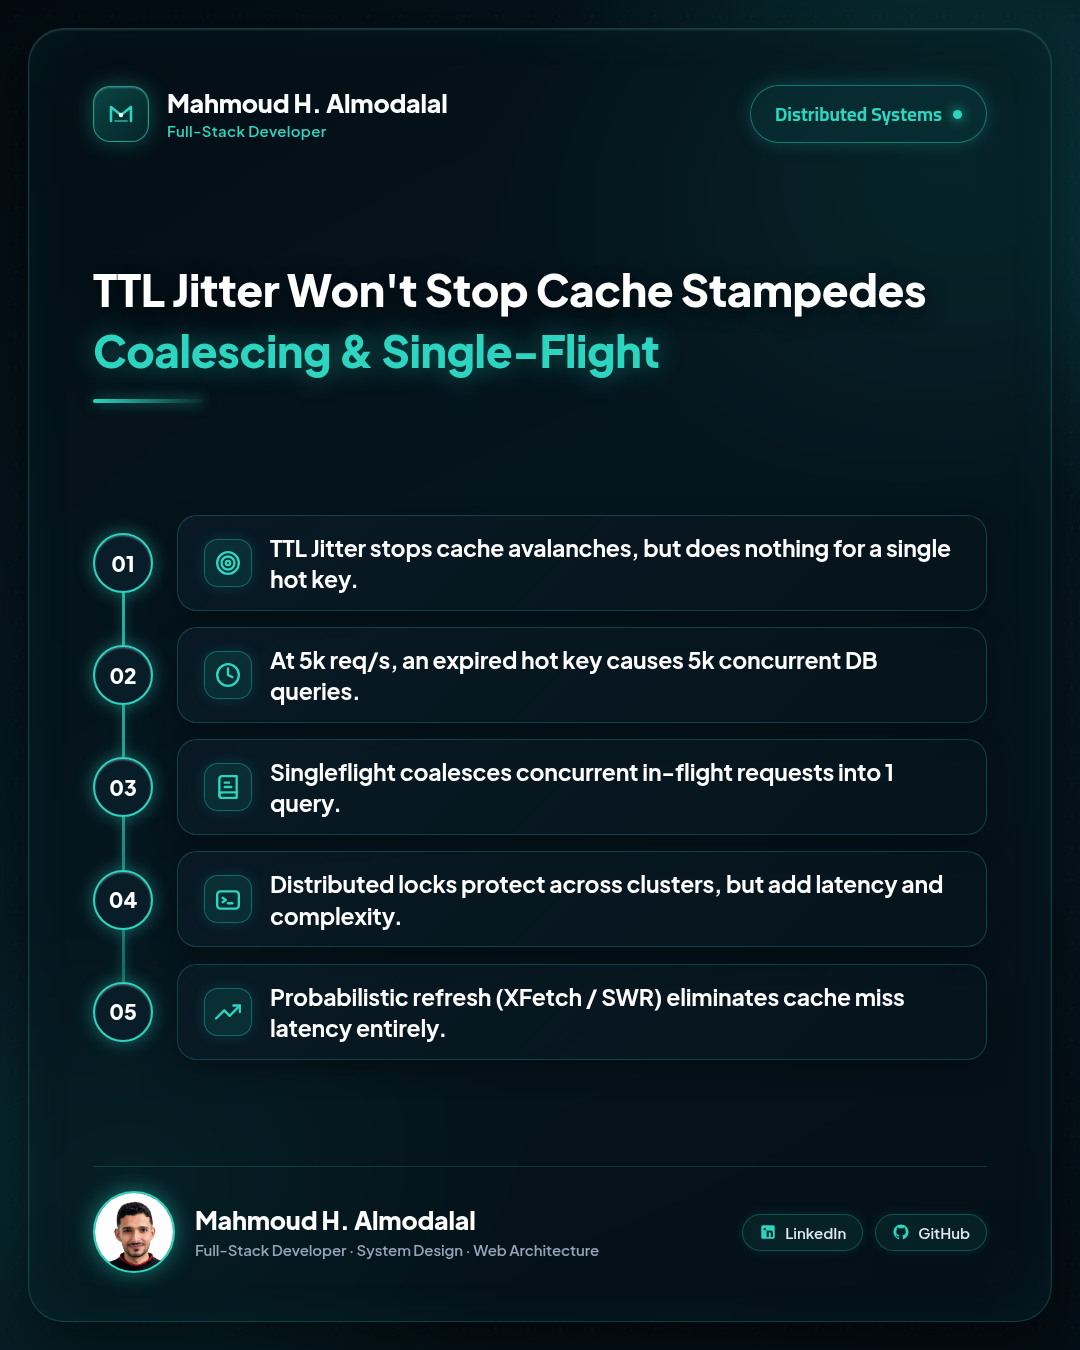 Mahmoud H. Almodalal
Full-Stack Developer
Distributed Systems
TTL Jitter Won't Stop Cache Stampedes
Coalescing & Single-Flight
01
TTL Jitter stops cache avalanches, but does nothing for a single
hot key.
02
At 5k req/s, an expired hot key causes 5k concurrent DB
queries.
03
Singleflight coalesces concurrent in-flight requests into 1
query.
04
Distributed locks protect across clusters, but add latency and
complexity.
05
Probabilistic refresh (XFetch / SWR) eliminates cache miss
latency entirely.
Mahmoud H. Almodalal
Full-Stack Developer · System Design · Web Architecture
LinkedIn
GitHub